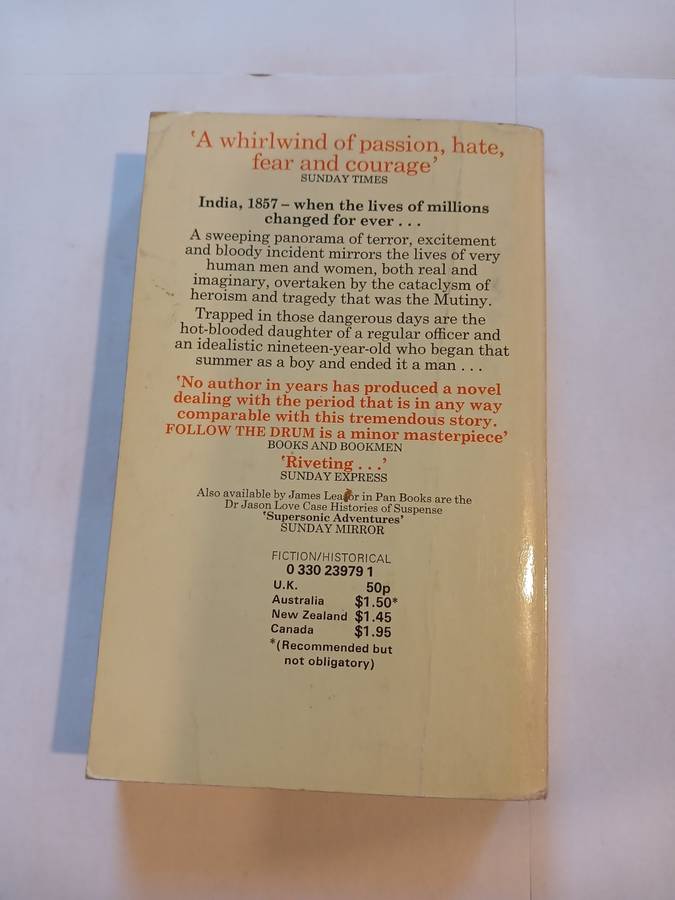 ‘A whirlwind of passion, hate,
fear and courage’
SUNDAY TIMES
India, 1857 – when the lives of millions
changed for ever . . .
A sweeping panorama of terror, excitement
and bloody incident mirrors the lives of very
human men and women, both real and
imaginary, overtaken by the cataclysm of
heroism and tragedy that was the Mutiny.
Trapped in those dangerous days are the
hot-blooded daughter of a regular officer and
an idealistic nineteen-year-old who began that
summer as a boy and ended it a man . . .
‘No author in years has produced a novel
dealing with the period that is in any way
comparable with this tremendous story.
FOLLOW THE DRUM is a minor masterpiece’
BOOKS AND BOOKMEN
‘Riveting . . .’
SUNDAY EXPRESS
Also available by James Leasor in Pan Books are the
Dr Jason Love Case Histories of Suspense
‘Supersonic Adventures’
SUNDAY MIRROR
FICTION/HISTORICAL
0 330 23979 1
U.K. 50p
Australia $1.50*
New Zealand $1.45
Canada $1.95
*(Recommended but
not obligatory)